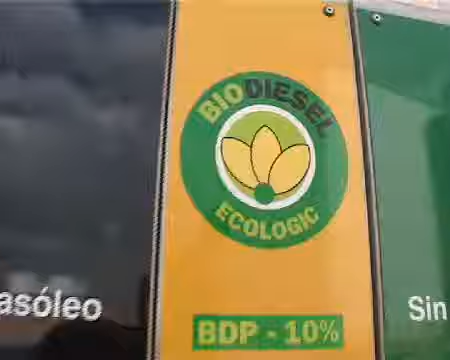 BIODIESEL
ECOLOGIC
asóleo
Sin
BDP - 10%